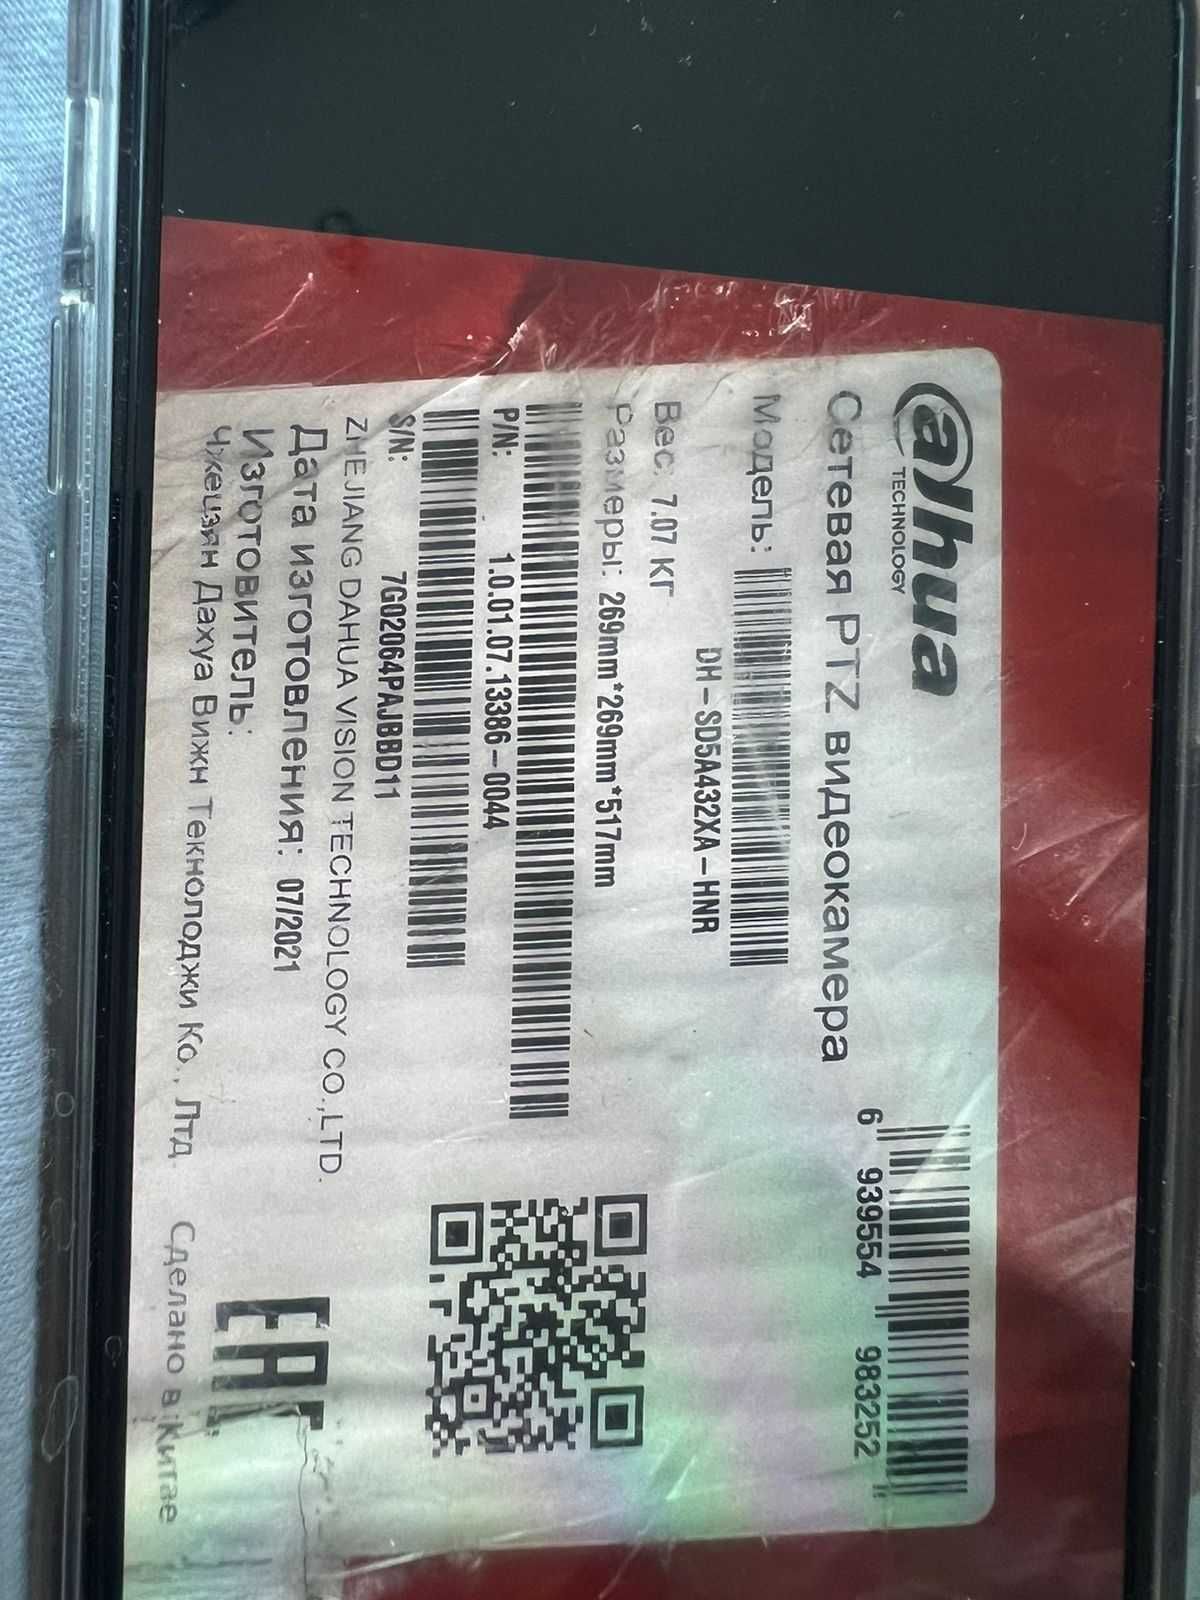 alhua
TECHNOLOGY
Сетевая PTZ видеокамера
6 939554 983252
Модель:
DH-SD5A432XA-HNR
Вес: 7.07 КГ
Размеры: 269mm*269mm*517mm
P/N: 1.0.01.07.13386-0044
S/N: 7G02064PAJBBD11
ZHEJIANG DAHUA VISION TECHNOLOGY CO.,LTD.
Дата изготовления: 07/2021
Изготовитель:
Чжецзян Дахуа Вижн Текнолоджи Ко., Лтд. Сделано в Китае
EAC